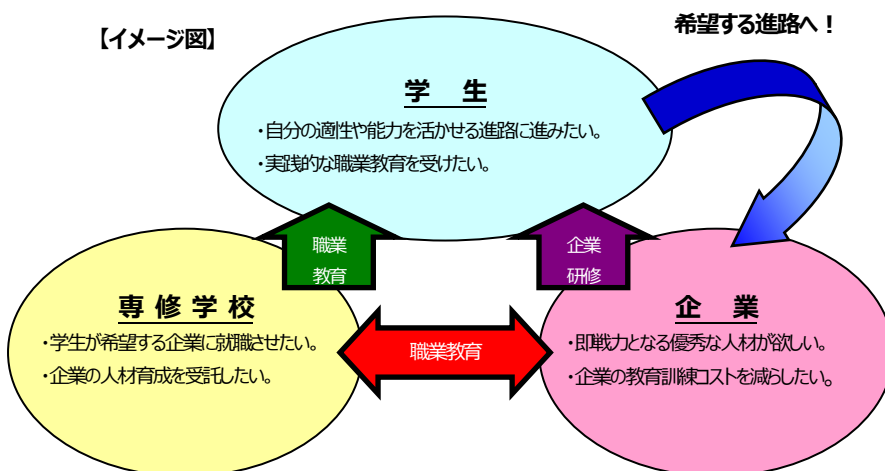 【イメージ図】
希望する進路へ！
学 生
・自分の適性や能力を活かせる進路に進みたい。
・実践的な職業教育を受けたい。
職業
教育
企業
研修
専修学校
・学生が希望する企業に就職させたい。
・企業の人材育成を受託したい。
職業教育
企 業
・即戦力となる優秀な人材が欲しい。
・企業の教育訓練コストを減らしたい。